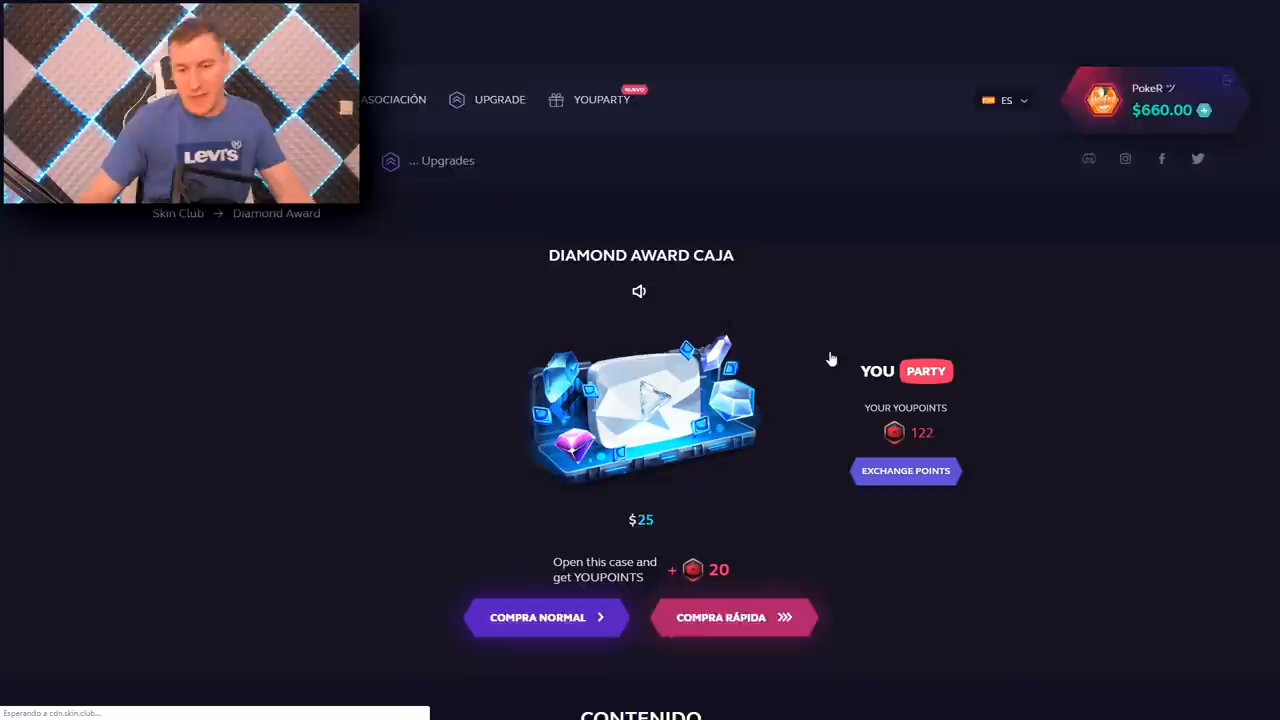 LEVI'S
ASOCIACIÓN
UPGRADE
YOUPARTY
NUEVO
ES
PokeR ツ
$660.00
... Upgrades
Skin Club → Diamond Award
DIAMOND AWARD CAJA
YOU PARTY
YOUR YOUPOINTS
122
EXCHANGE POINTS
$25
Open this case and
get YOUPOINTS
+ 20
COMPRA NORMAL
COMPRA RÁPIDA
CONTENIDO
Esperando a cdn.skin.club...